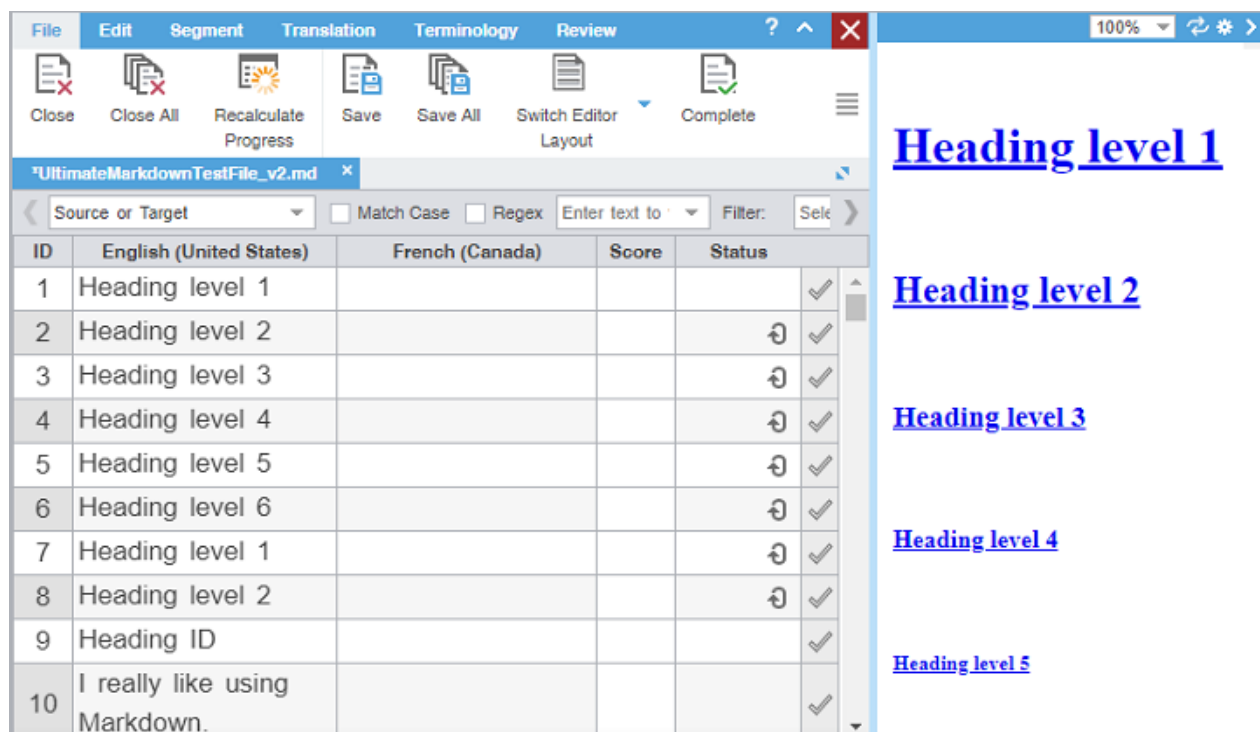 File Edit Segment Translation Terminology Review ?
100%
Close Close All Recalculate Progress Save Save All Switch Editor Layout Complete
*UltimateMarkdownTestFile_v2.md ×
Source or Target Match Case Regex Enter text to Filter: Sele
ID English (United States) French (Canada) Score Status
1 Heading level 1
2 Heading level 2
3 Heading level 3
4 Heading level 4
5 Heading level 5
6 Heading level 6
7 Heading level 1
8 Heading level 2
9 Heading ID
10 I really like using
Markdown.
Heading level 1
Heading level 2
Heading level 3
Heading level 4
Heading level 5